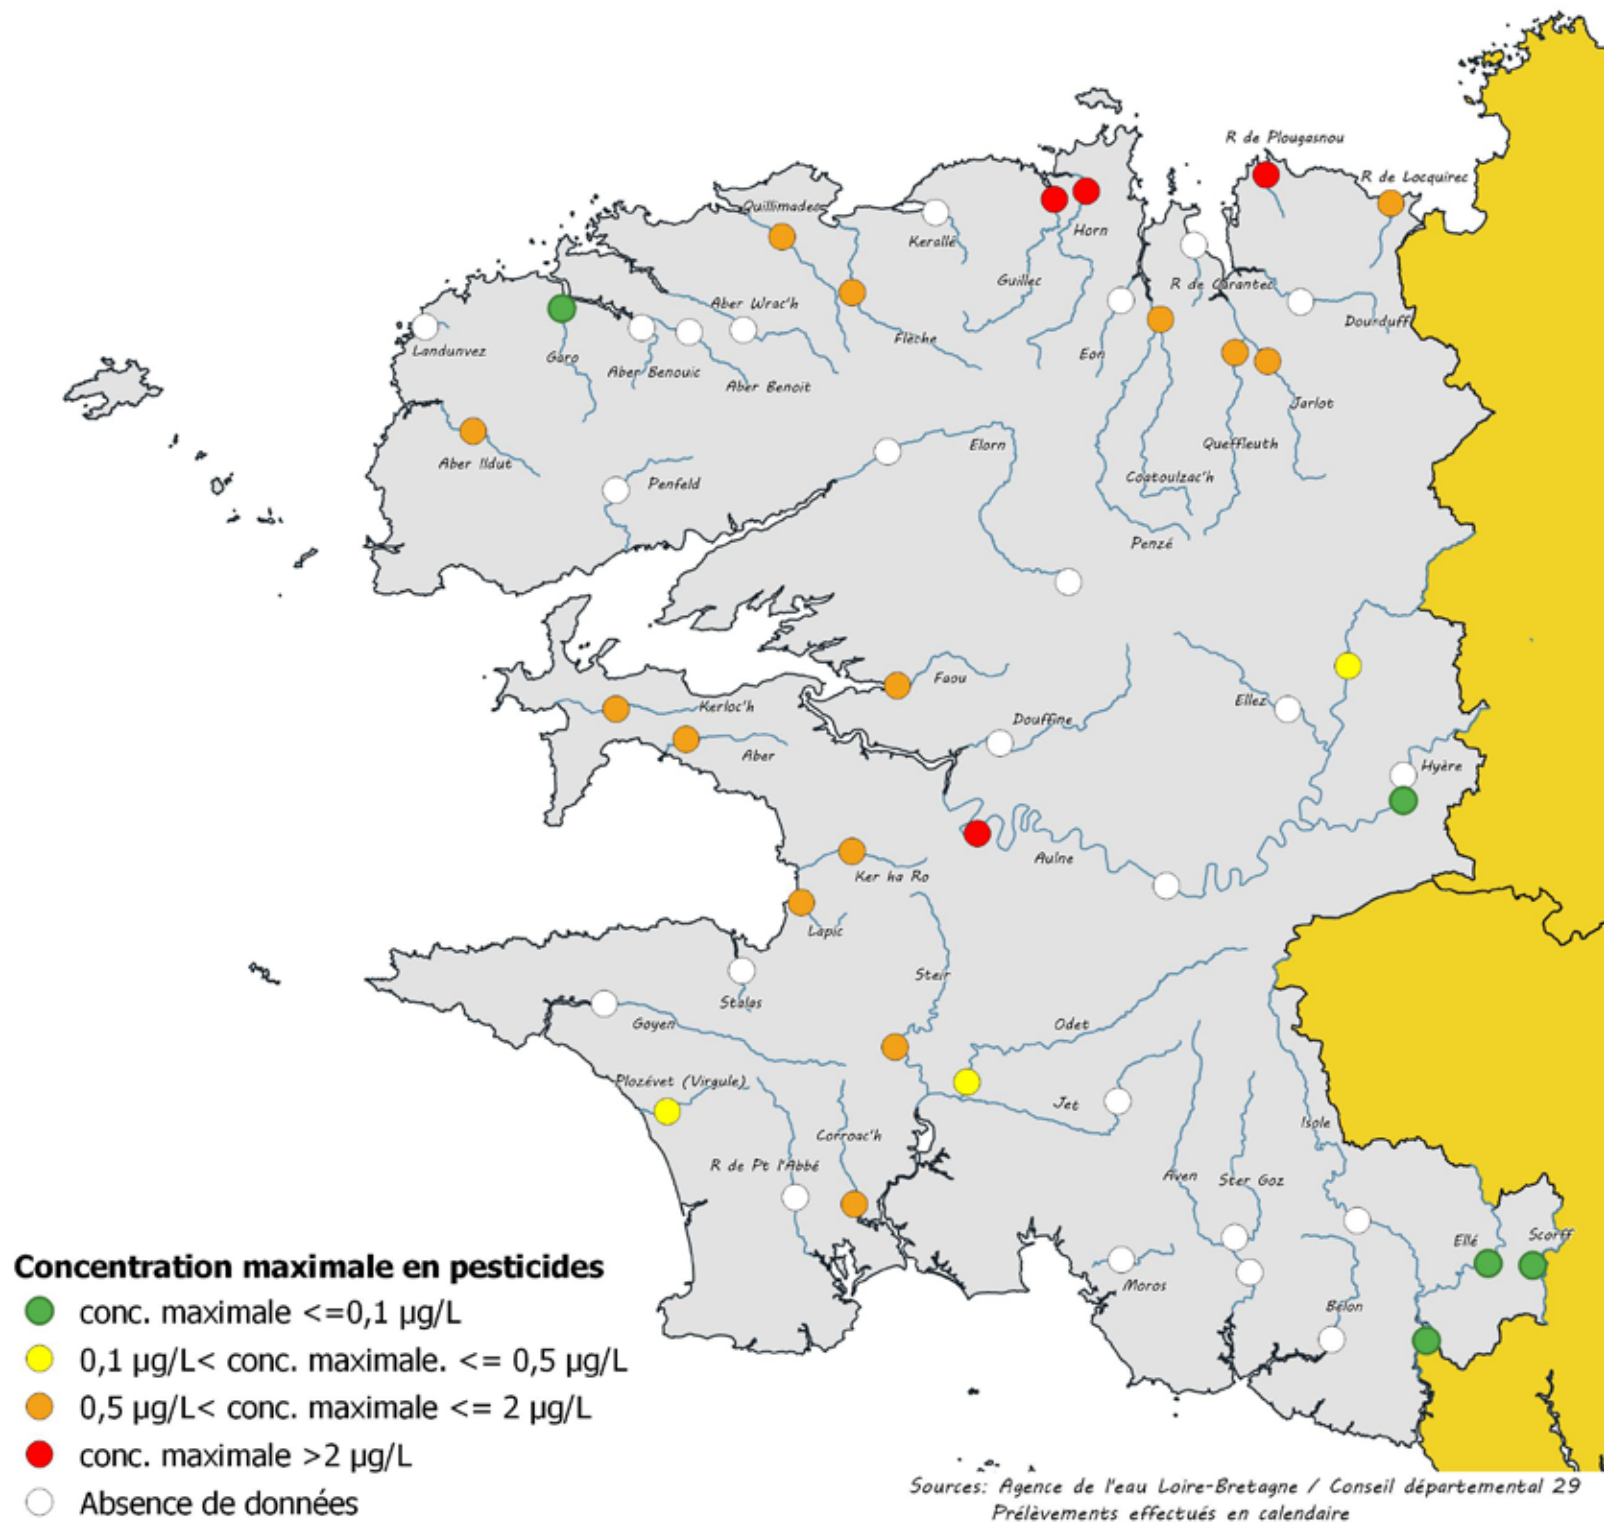 R de Plougasnou
R de Locquirec
Quillimadec
Kerallé
Horn
Guillec
R de Carantec
Aber Wrac'h
Dourduff
Flèche
Landunvez
Garo
Eon
Aber Benouic
Aber Benoit
Jarlot
Queffleuth
Elorn
Aber Ildut
Coatoulzac'h
Penfeld
Penzé
Faou
Ellez
Kerloc'h
Douffine
Aber
Hyère
Aulne
Ker ha Ro
Lapic
Steir
Stalas
Goyen
Odet
Plozévet (Virgule)
Jet
Isole
Corroac'h
R de Pt l'Abbé
Aven
Ster Goz
Scorff
Ellé
Moros
Bélon
Concentration maximale en pesticides
conc. maximale <=0,1 µg/L
0,1 µg/L< conc. maximale. <= 0,5 µg/L
0,5 µg/L< conc. maximale <= 2 µg/L
conc. maximale >2 µg/L
Absence de données
Sources: Agence de l'eau Loire-Bretagne / Conseil départemental 29
Prélèvements effectués en calendaire